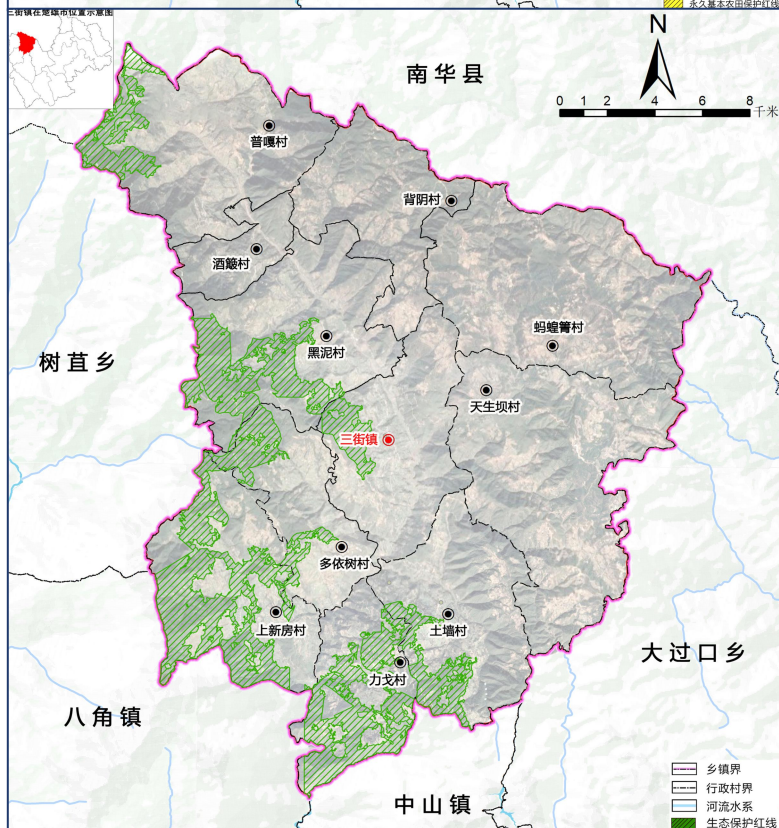 永久基本农田保护红线
三街镇在楚雄市位置示意图
N
南华县
0 1 2 4 6 8
千米
普嘎村
背阴村
酒簸村
蚂蝗箐村
黑泥村
树苴乡
天生坝村
三街镇
多依树村
上新房村
土墙村
大过口乡
力戈村
八角镇
中山镇
乡镇界
行政村界
河流水系
生态保护红线